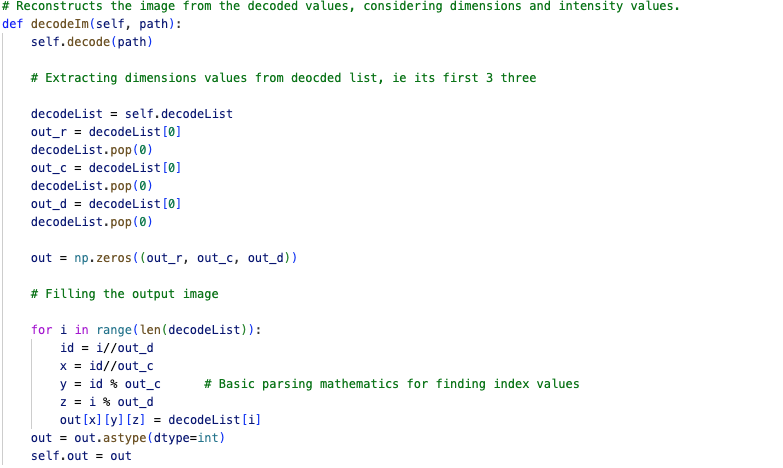 # Reconstructs the image from the decoded values, considering dimensions and intensity values.
def decodeIm(self, path):
    self.decode(path)

    # Extracting dimensions values from deocded list, ie its first 3 three

    decodeList = self.decodeList
    out_r = decodeList[0]
    decodeList.pop(0)
    out_c = decodeList[0]
    decodeList.pop(0)
    out_d = decodeList[0]
    decodeList.pop(0)

    out = np.zeros((out_r, out_c, out_d))

    # Filling the output image

    for i in range(len(decodeList)):
        id = i//out_d
        x = id//out_c
        y = id % out_c      # Basic parsing mathematics for finding index values
        z = i % out_d
        out[x][y][z] = decodeList[i]
    out = out.astype(dtype=int)
    self.out = out